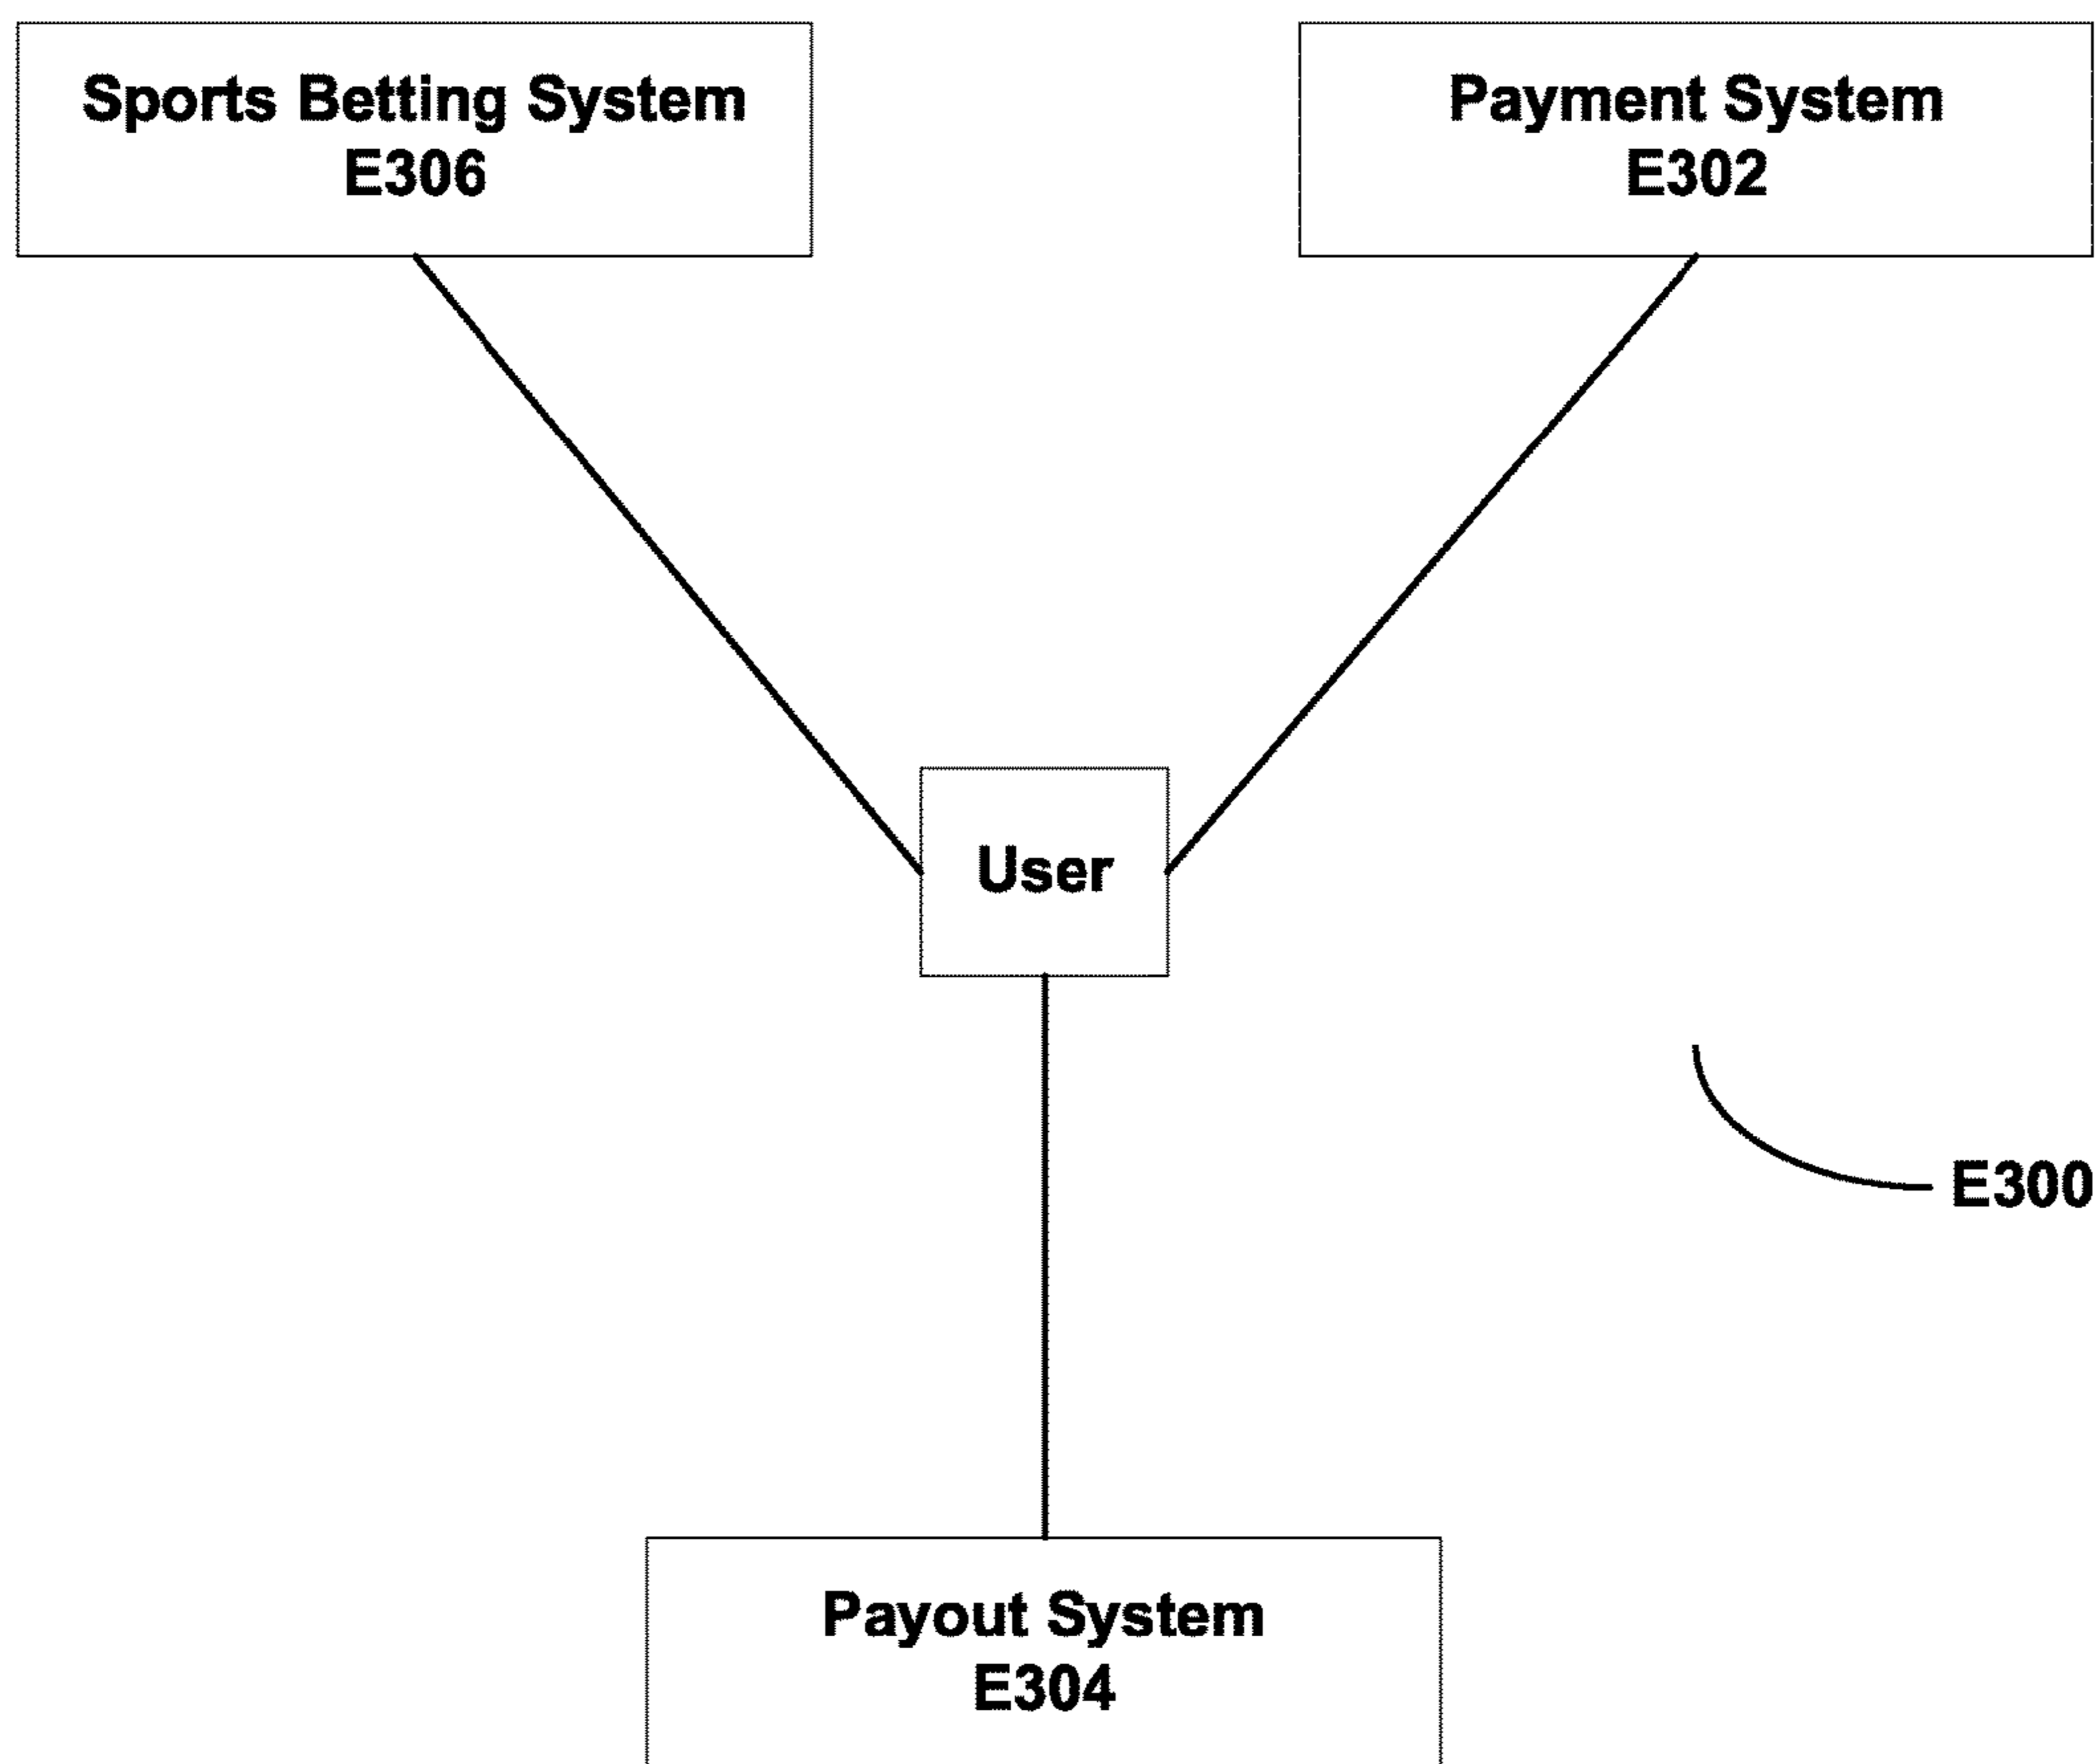 Sports Betting System
E306
Payment System
E302
User
E300
Payout System
E304